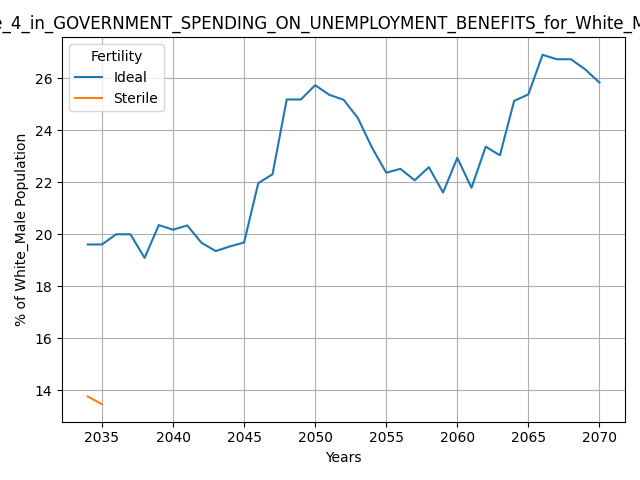 _4_in_GOVERNMENT_SPENDING_ON_UNEMPLOYMENT_BENEFITS_for_White_M
Fertility
Ideal
Sterile
% of White_Male Population
26
24
22
20
18
16
14
2035 2040 2045 2050 2055 2060 2065 2070
Years